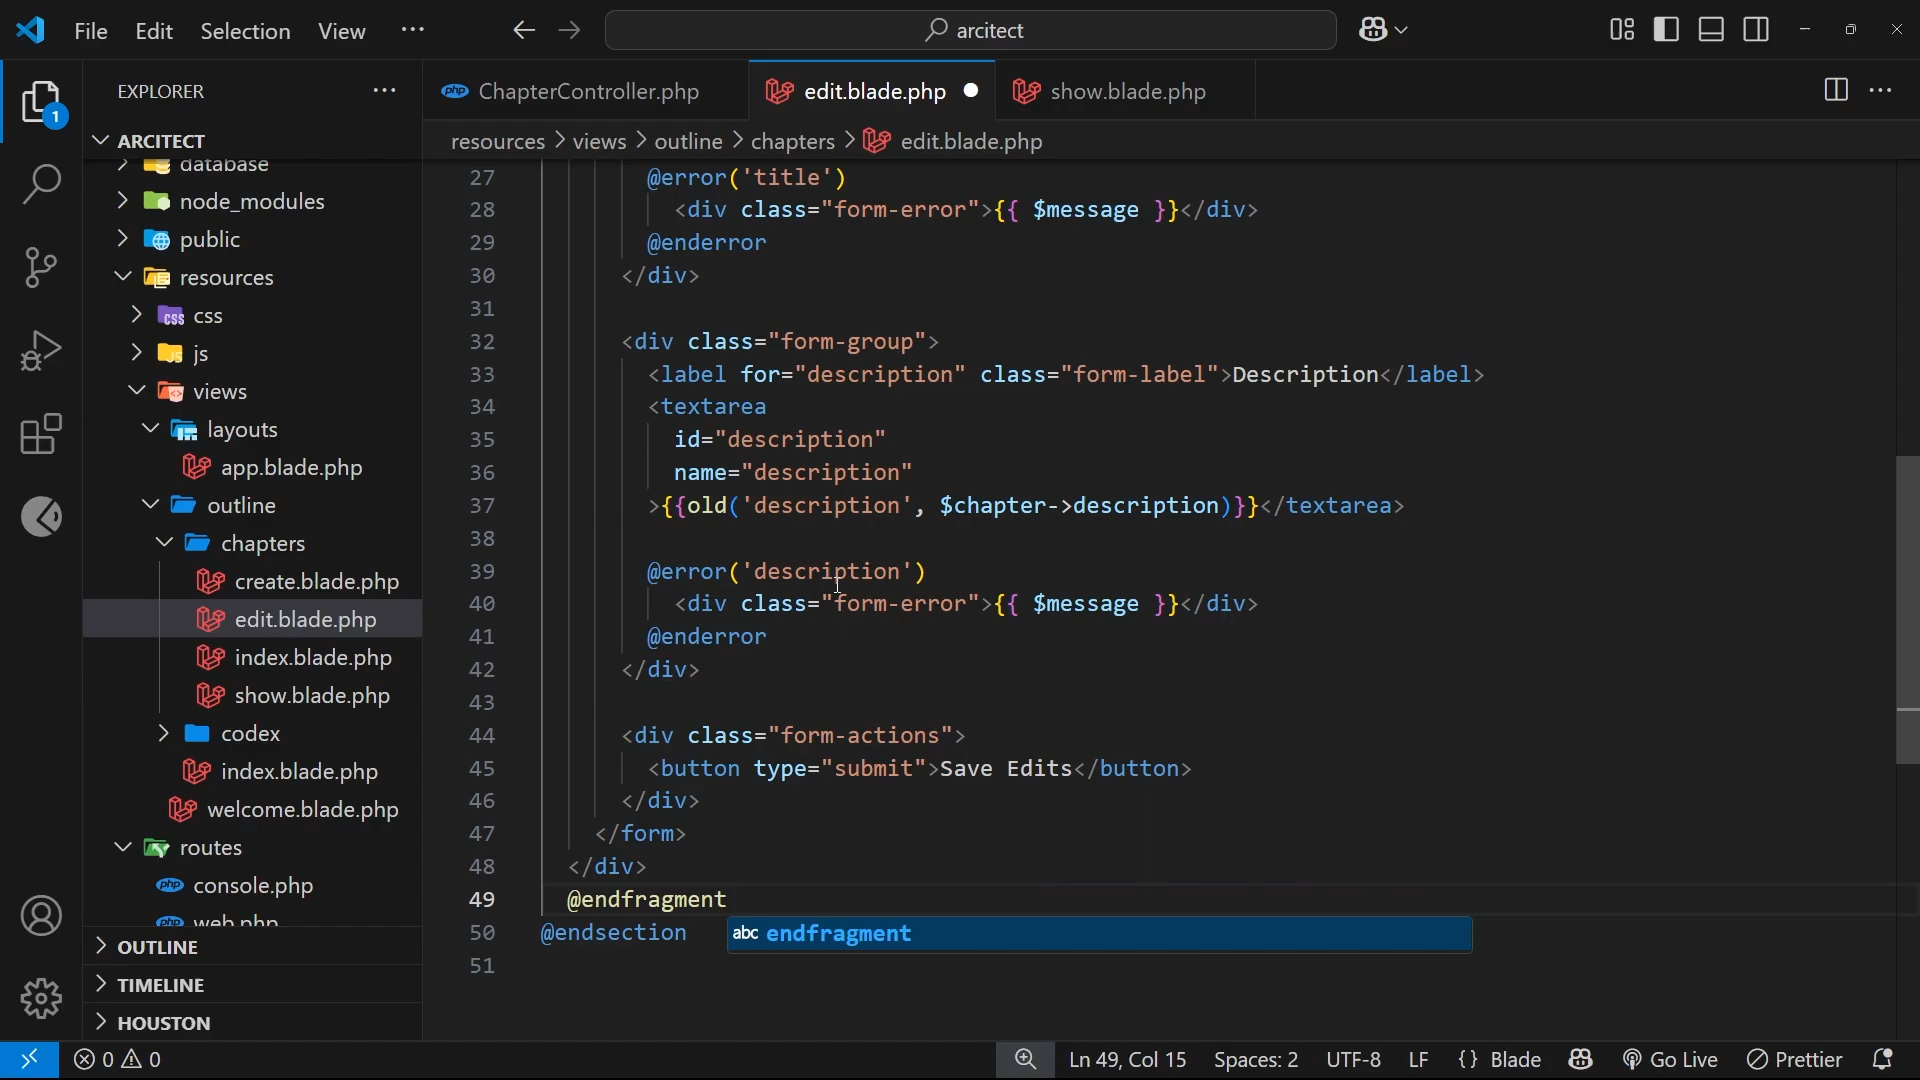 File Edit Selection View ··· arcitect
EXPLORER ···
ARCITECT
database
node_modules
public
resources
css
js
views
layouts
app.blade.php
outline
chapters
create.blade.php
edit.blade.php
index.blade.php
show.blade.php
codex
index.blade.php
welcome.blade.php
routes
console.php
web.php
OUTLINE
TIMELINE
HOUSTON
1
ChapterController.php edit.blade.php show.blade.php
resources > views > outline > chapters > edit.blade.php
27 @error('title')
28 <div class="form-error">{{ $message }}</div>
29 @enderror
30 </div>
31
32 <div class="form-group">
33 <label for="description" class="form-label">Description</label>
34 <textarea
35 id="description"
36 name="description"
37 >{{old('description', $chapter->description)}}</textarea>
38
39 @error('description')
40 <div class="form-error">{{ $message }}</div>
41 @enderror
42 </div>
43
44 <div class="form-actions">
45 <button type="submit">Save Edits</button>
46 </div>
47 </form>
48 </div>
49 @endfragment
50 @endsection
abc endfragment
51
0 0 Ln 49, Col 15 Spaces: 2 UTF-8 LF {} Blade Go Live Prettier